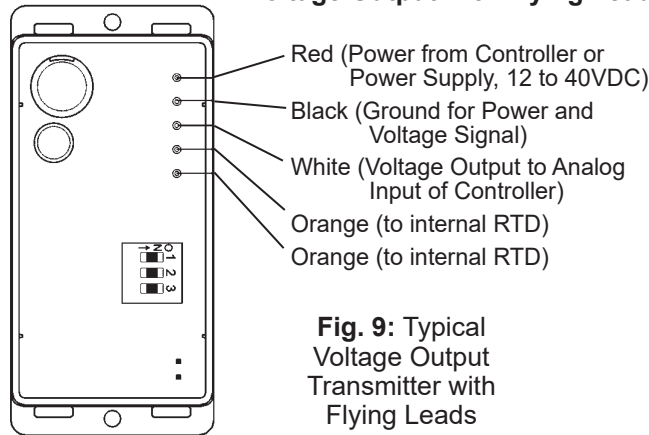 Red (Power from Controller or
Power Supply, 12 to 40VDC)
Black (Ground for Power and
Voltage Signal)
White (Voltage Output to Analog
Input of Controller)
Orange (to internal RTD)
Orange (to internal RTD)
O N →
1
2
3
Fig. 9: Typical
Voltage Output
Transmitter with
Flying Leads